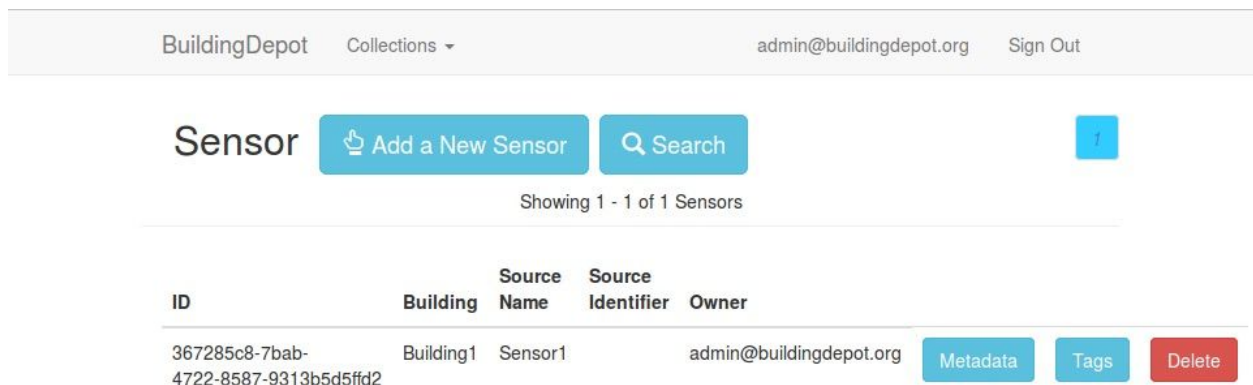 BuildingDepot Collections admin@buildingdepot.org Sign Out
Sensor Add a New Sensor Search 1
Showing 1 - 1 of 1 Sensors
ID Building Source Name Source Identifier Owner
367285c8-7bab- Building1 Sensor1 admin@buildingdepot.org Metadata Tags Delete
4722-8587-9313b5d5ffd2